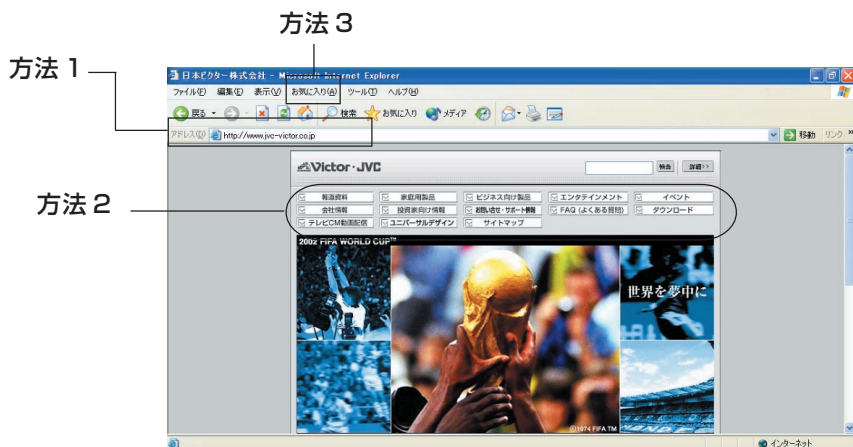 方法３
方法１
日本ビクター株式会社 - Microsoft Internet Explorer
ファイル(F) 編集(E) 表示(V) お気に入り(A) ツール(T) ヘルプ(H)
戻る 検索 お気に入り メディア
アドレス(D) http://www.jvc-victor.co.jp 移動 リンク »
Victor・JVC 検索 詳細>>
方法２
報道資料 家庭用製品 ビジネス向け製品 エンタテインメント イベント
会社情報 投資家向け情報 お問い合せ・サポート情報 FAQ (よくある質問) ダウンロード
テレビCM動画配信 ユニバーサルデザイン サイトマップ
2002 FIFA WORLD CUP™
世界を夢中に
©1974 FIFA TM
インターネット